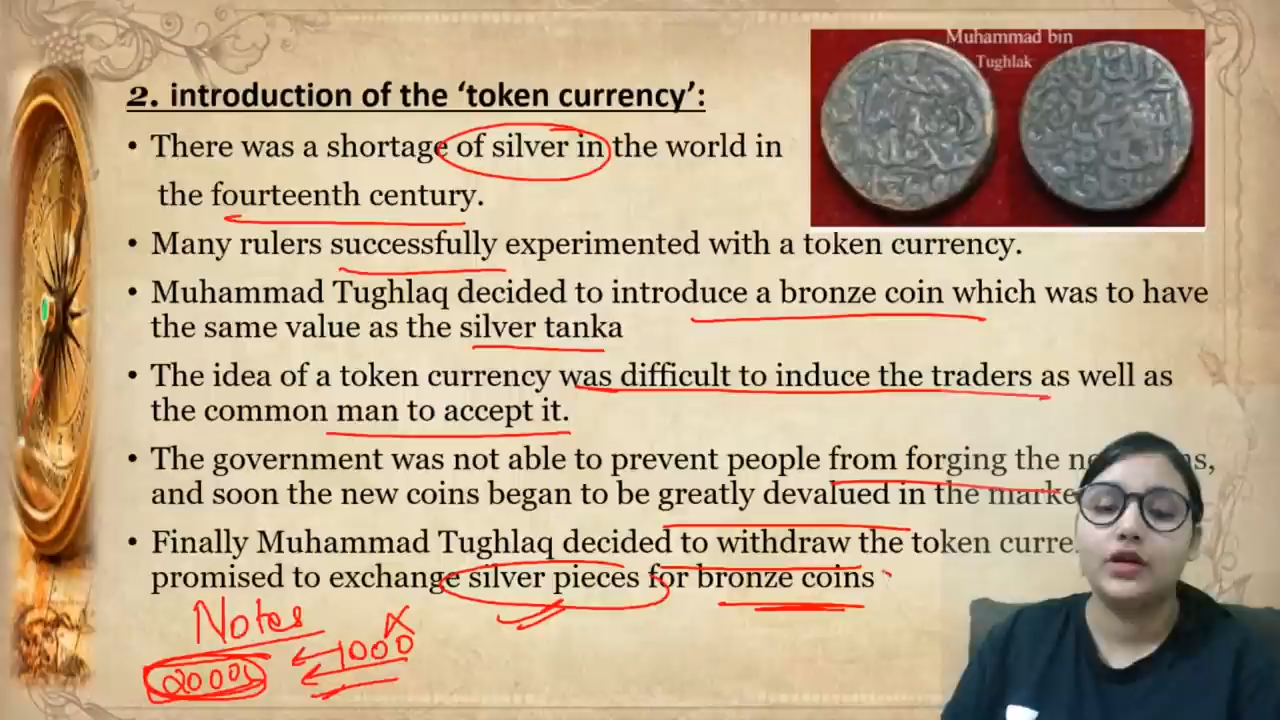 Muhammad bin
Tughlak
2. introduction of the ‘token currency’:
• There was a shortage of silver in the world in
the fourteenth century.
• Many rulers successfully experimented with a token currency.
• Muhammad Tughlaq decided to introduce a bronze coin which was to have
the same value as the silver tanka
• The idea of a token currency was difficult to induce the traders as well as
the common man to accept it.
• The government was not able to prevent people from forging the
and soon the new coins began to be greatly devalued in the
• Finally Muhammad Tughlaq decided to withdraw the token
promised to exchange silver pieces for bronze coins
Notes
1000